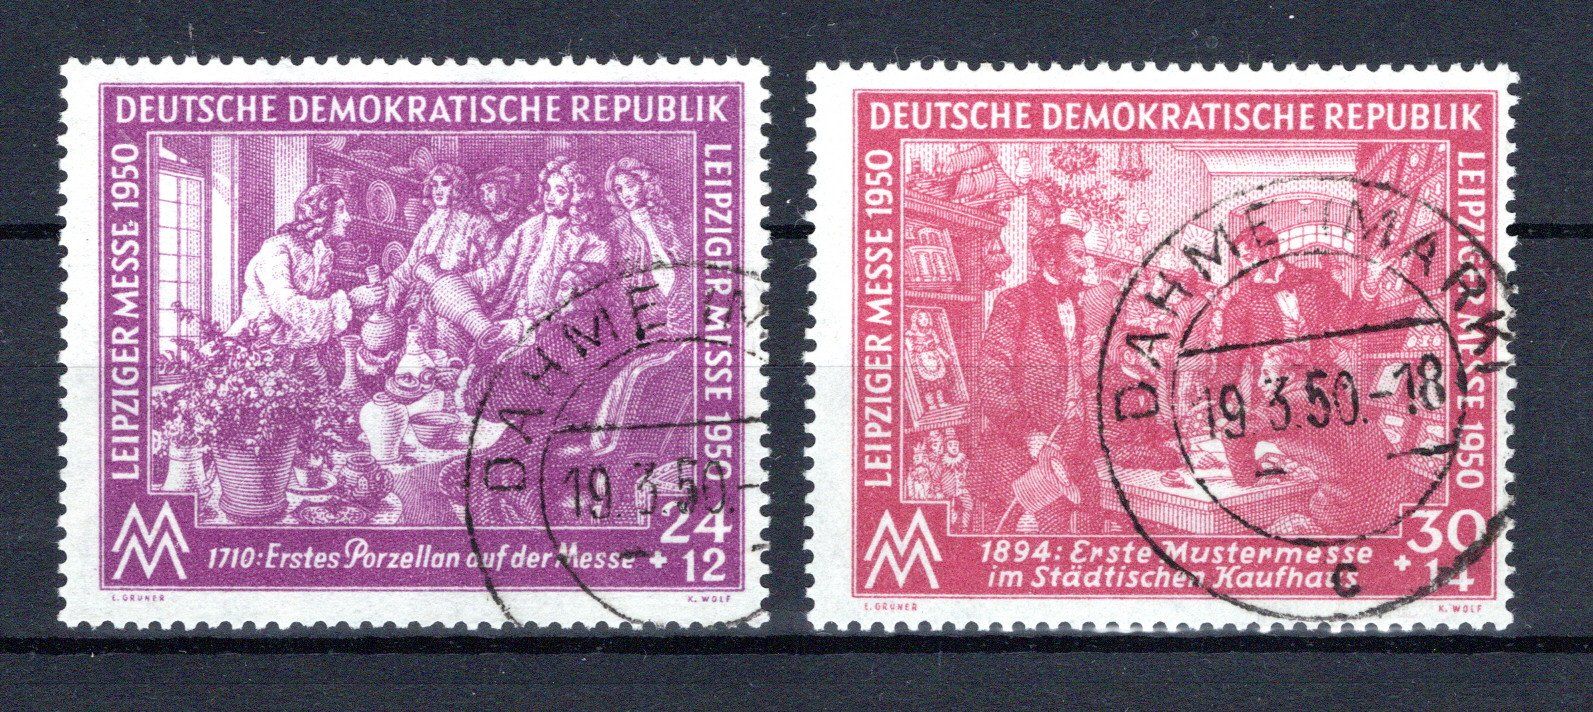 DEUTSCHE DEMOKRATISCHE REPUBLIK
LEIPZIGER MESSE 1950
LEIPZIGER MESSE 1950
MM
1710: Erstes Porzellan auf der Messe
24
+ 12
E. GRUNER
K. WOLF
DAHME (M
19.3.50.-
DEUTSCHE DEMOKRATISCHE REPUBLIK
LEIPZIGER MESSE 1950
LEIPZIGER MESSE 1950
MM
1894: Erste Mustermesse
im Städtischen Kaufhaus
30
+ 14
E. GRUNER
K. WOLF
DAHME (MARK)
19.3.50.-18
c